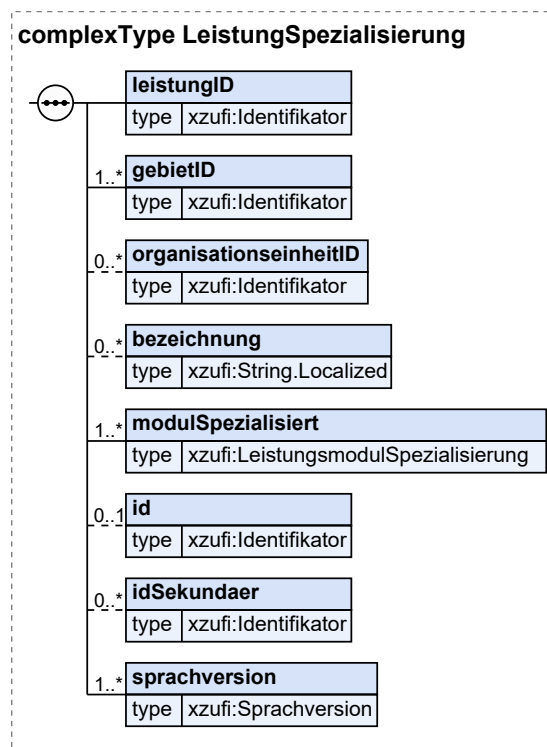 complexType LeistungSpezialisierung
leistungID
type xzufi:Identifikator
1..* gebietID
type xzufi:Identifikator
0..* organisationseinheitID
type xzufi:Identifikator
0..* bezeichnung
type xzufi:String.Localized
1..* modulSpezialisiert
type xzufi:LeistungsmodulSpezialisierung
0..1 id
type xzufi:Identifikator
0..* idSekundaer
type xzufi:Identifikator
1..* sprachversion
type xzufi:Sprachversion